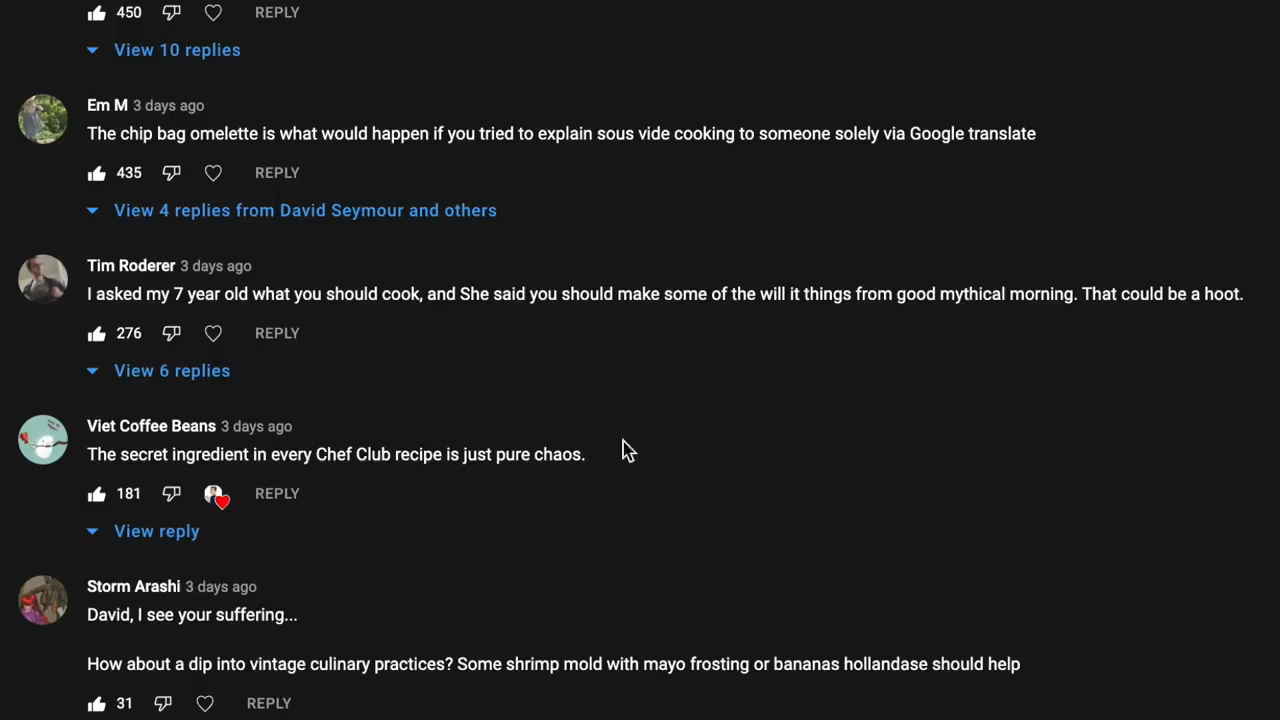 450 REPLY
View 10 replies
Em M 3 days ago
The chip bag omelette is what would happen if you tried to explain sous vide cooking to someone solely via Google translate
435 REPLY
View 4 replies from David Seymour and others
Tim Roderer 3 days ago
I asked my 7 year old what you should cook, and She said you should make some of the will it things from good mythical morning. That could be a hoot.
276 REPLY
View 6 replies
Viet Coffee Beans 3 days ago
The secret ingredient in every Chef Club recipe is just pure chaos.
181 REPLY
View reply
Storm Arashi 3 days ago
David, I see your suffering...
How about a dip into vintage culinary practices? Some shrimp mold with mayo frosting or bananas hollandase should help
31 REPLY